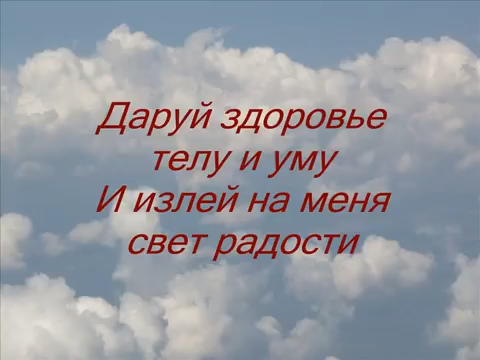 Даруй здоровье
телу и уму
И излей на меня
свет радости